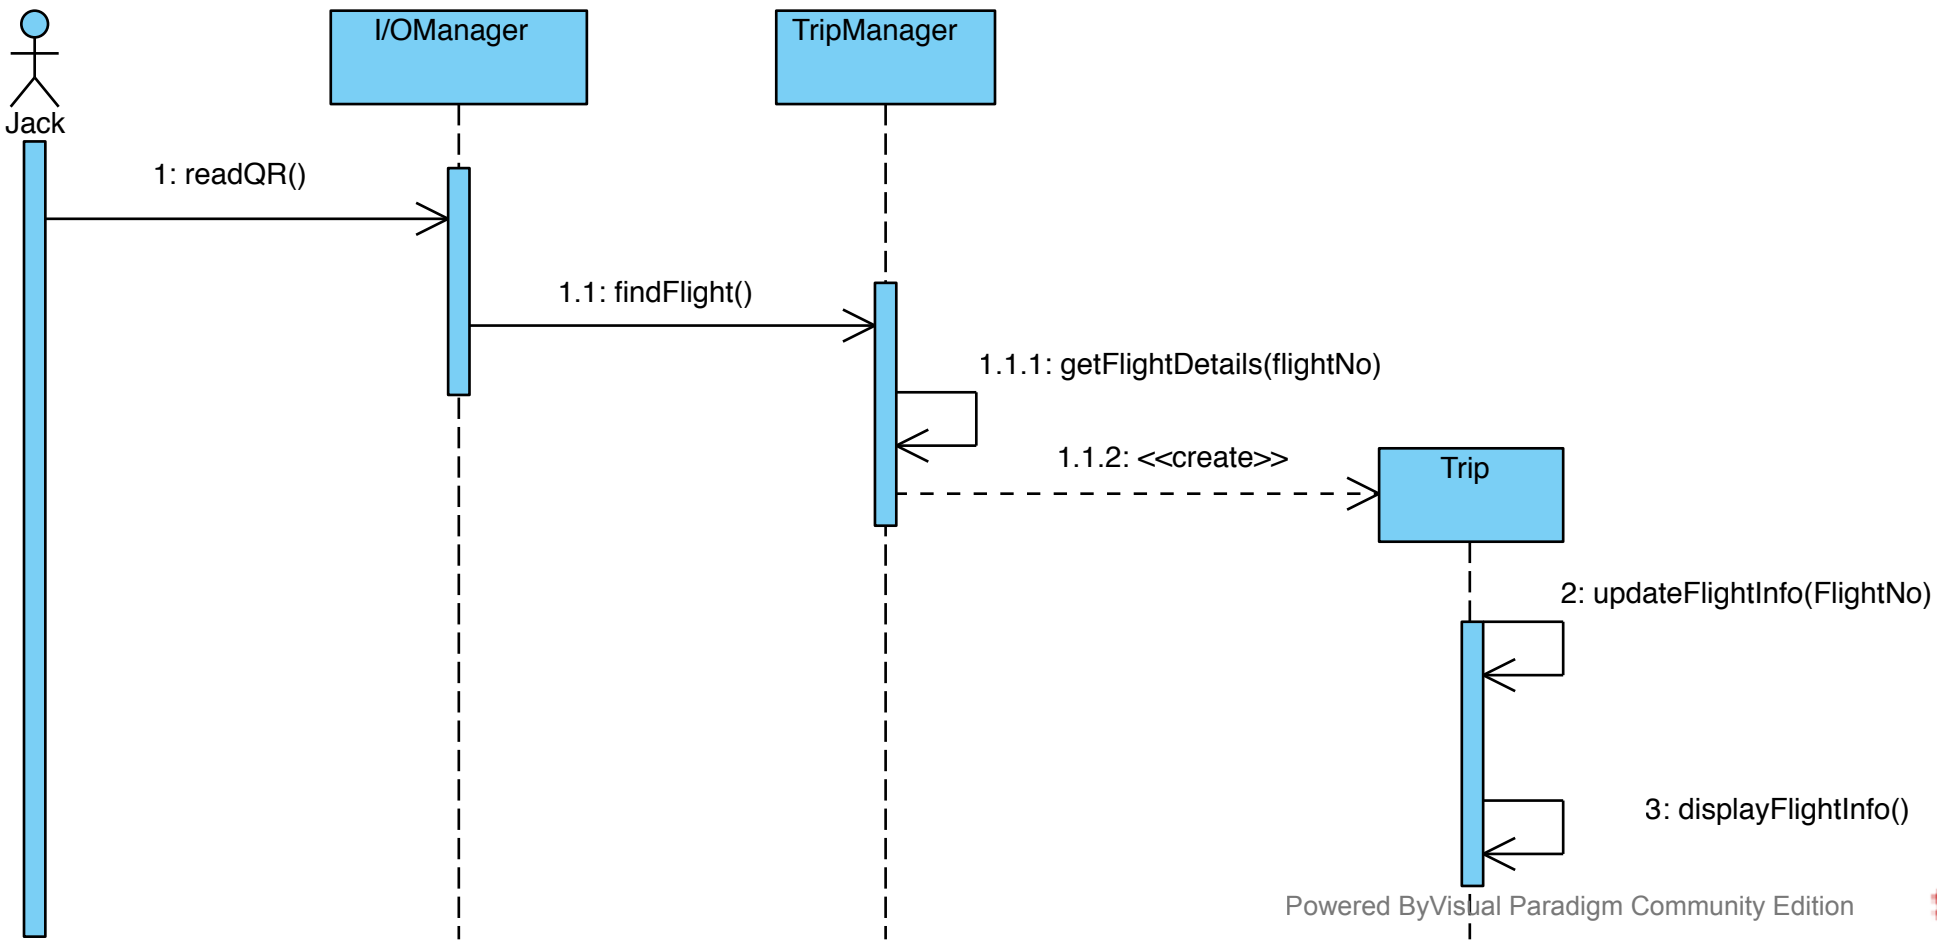 I/OManager
TripManager
Jack
1: readQR()
1.1: findFlight()
1.1.1: getFlightDetails(flightNo)
1.1.2: <<create>>
Trip
2: updateFlightInfo(FlightNo)
3: displayFlightInfo()
Powered ByVisual Paradigm Community Edition